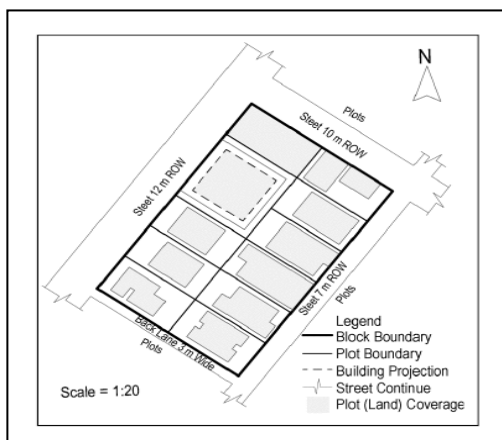 N
Plots
Steet 10 m ROW
Steet 12 m ROW
Steet 7 m ROW
Plots
Back Lane 3 m Wide
Plots
Scale = 1:20
Legend
Block Boundary
Plot Boundary
Building Projection
Street Continue
Plot (Land) Coverage